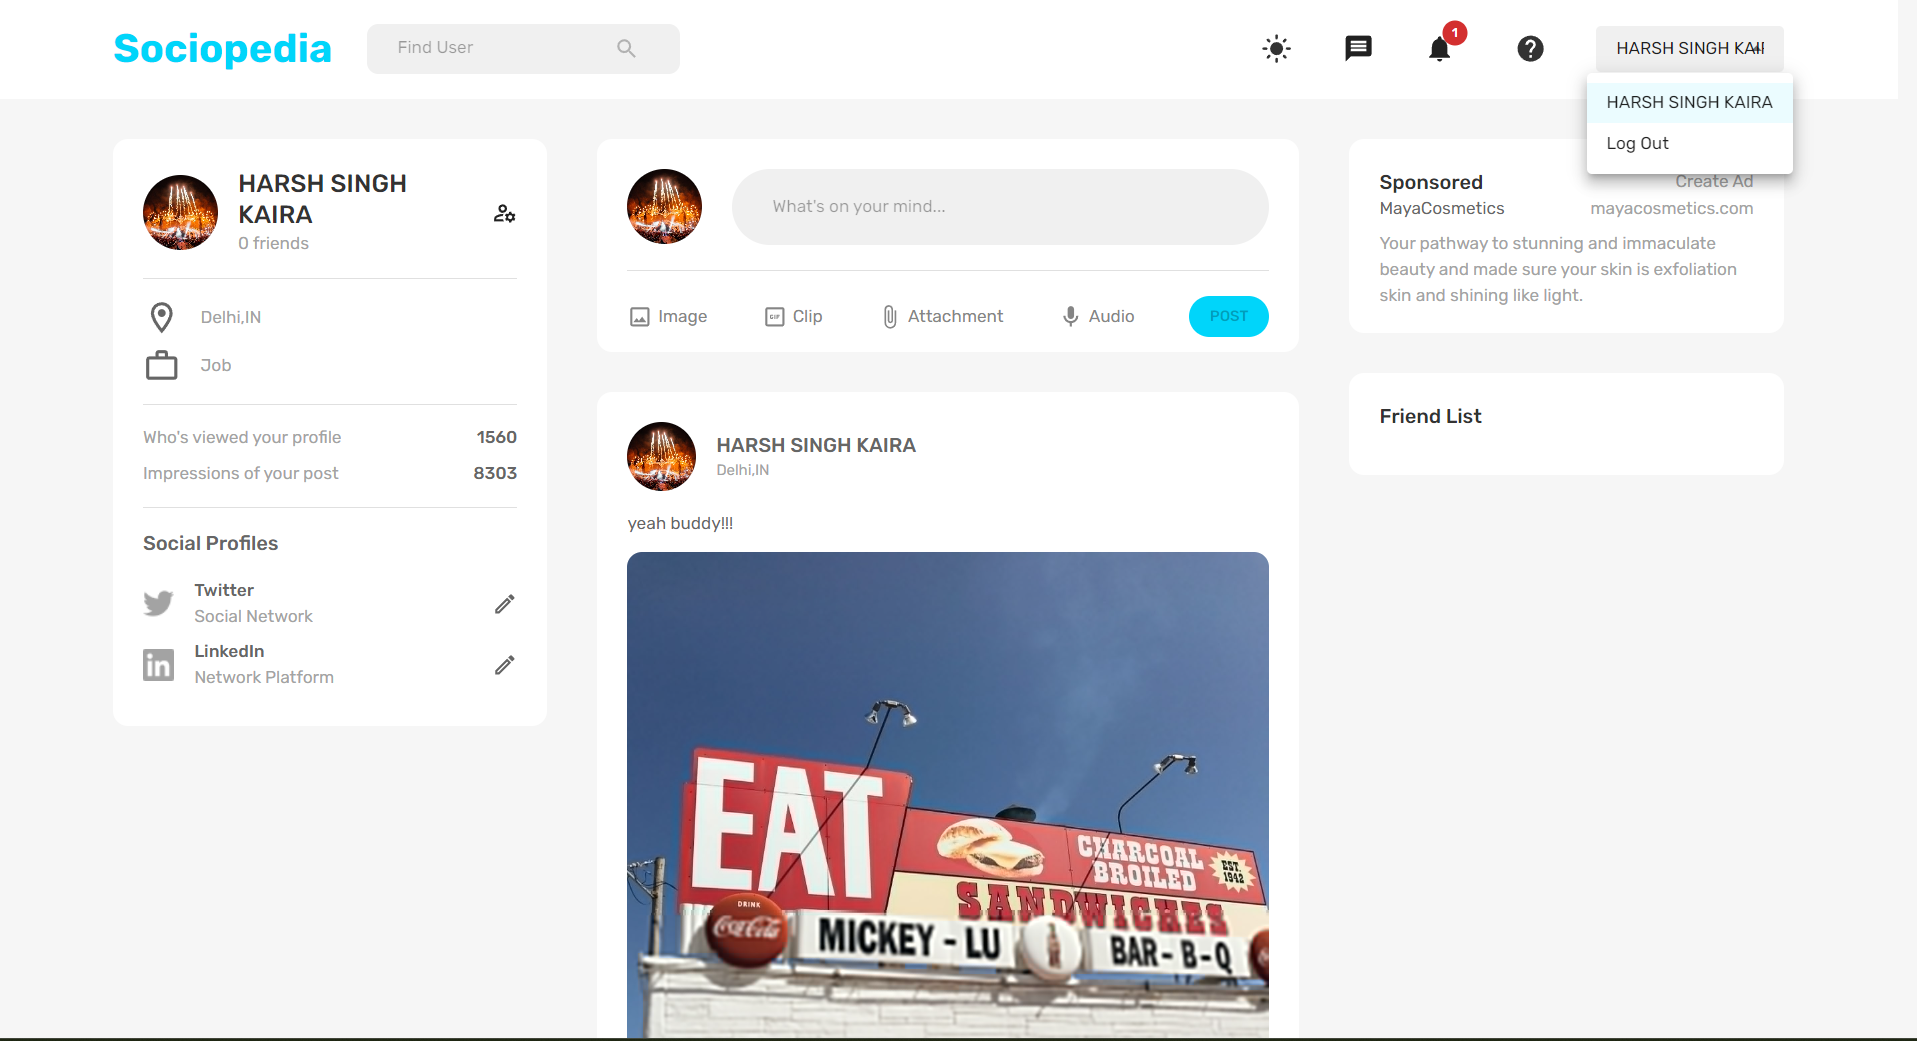 Sociopedia
Find User
1
HARSH SINGH KAI
HARSH SINGH KAIRA
Log Out
HARSH SINGH
KAIRA
0 friends
Delhi,IN
Job
Who's viewed your profile 1560
Impressions of your post 8303
Social Profiles
Twitter
Social Network
LinkedIn
Network Platform
What's on your mind...
Image
GIF
Clip
Attachment
Audio
POST
HARSH SINGH KAIRA
Delhi,IN
yeah buddy!!!
EAT
CHARCOAL
BROILED
EST.
1942
SANDWICHES
DRINK
Coca-Cola
MICKEY - LU
BAR-B-Q
Sponsored Create Ad
MayaCosmetics mayacosmetics.com
Your pathway to stunning and immaculate
beauty and made sure your skin is exfoliation
skin and shining like light.
Friend List